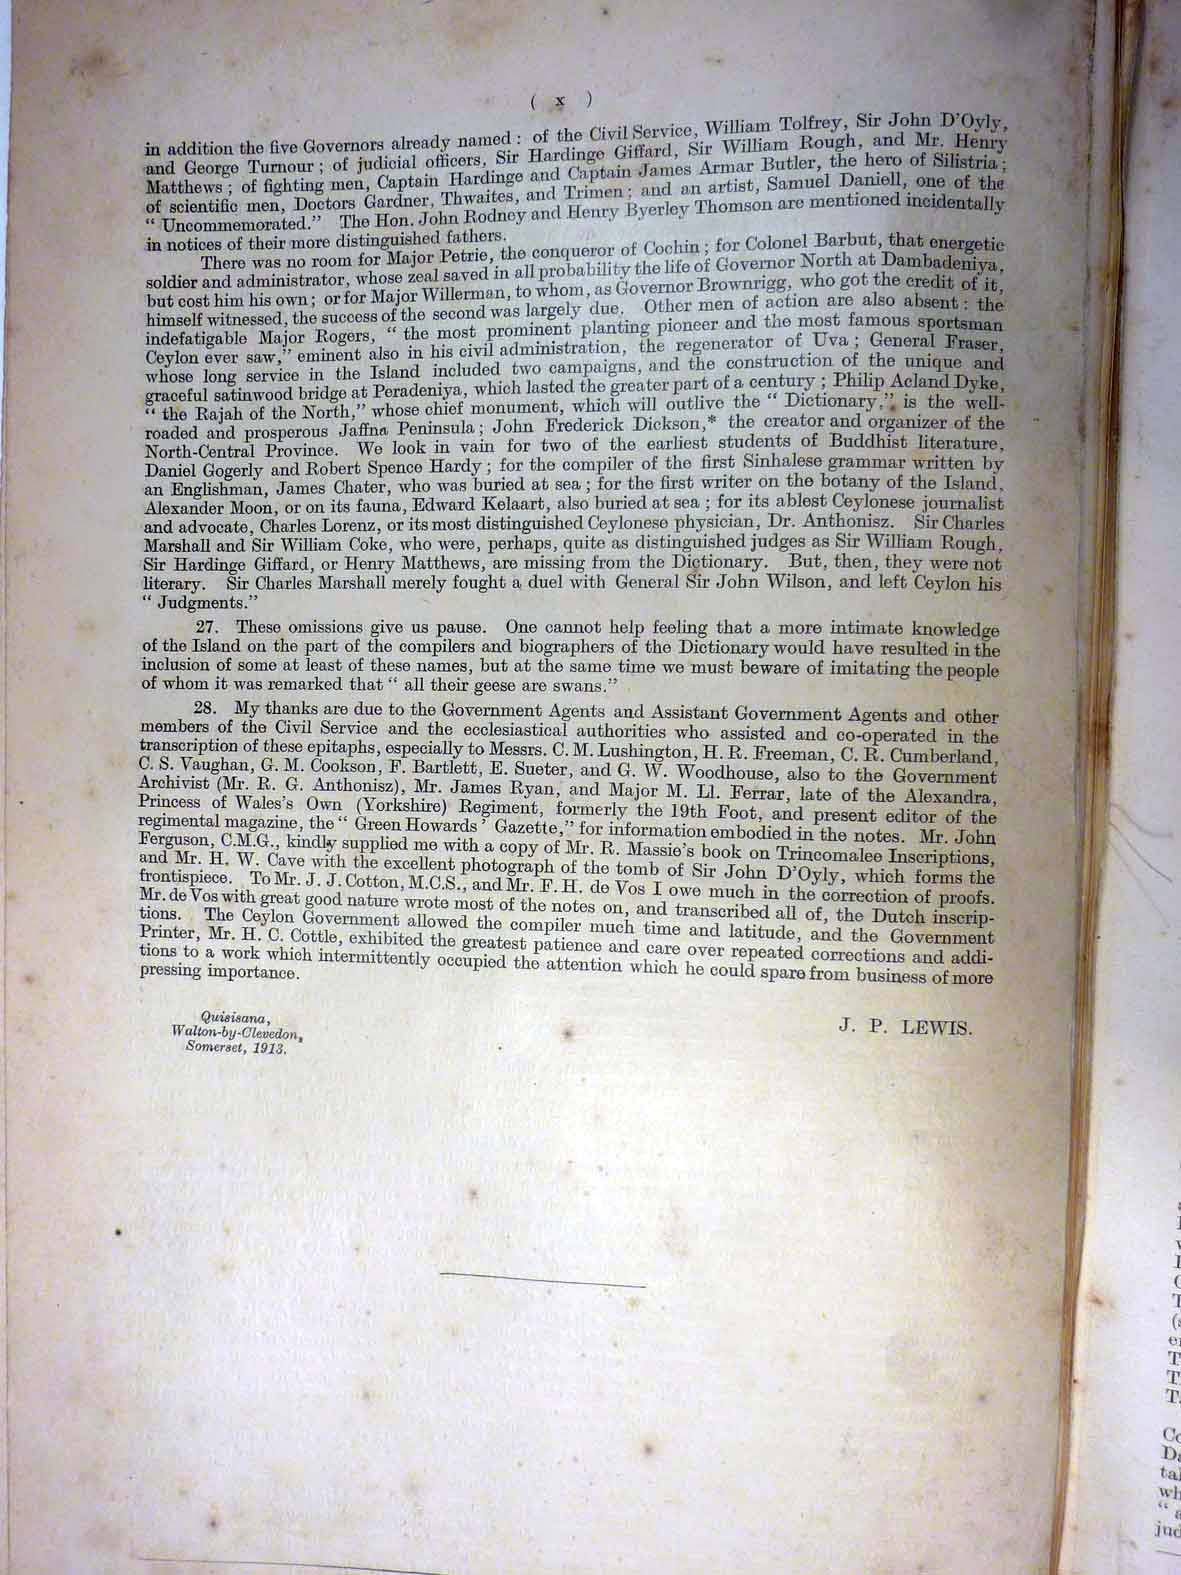 ( x )
in addition the five Governors already named : of the Civil Service, William Tolfrey, Sir John D'Oyly,
and George Turnour ; of judicial officers, Sir Hardinge Giffard, Sir William Rough, and Mr. Henry
Matthews ; of fighting men, Captain Hardinge and Captain James Armar Butler, the hero of Silistria ;
of scientific men, Doctors Gardner, Thwaites, and Trimen ; and an artist, Samuel Daniell, one of the
“ Uncommemorated.” The Hon. John Rodney and Henry Byerley Thomson are mentioned incidentally
in notices of their more distinguished fathers.
There was no room for Major Petrie, the conqueror of Cochin ; for Colonel Barbut, that energetic
soldier and administrator, whose zeal saved in all probability the life of Governor North at Dambadeniya,
but cost him his own ; or for Major Willerman, to whom, as Governor Brownrigg, who got the credit of it,
himself witnessed, the success of the second was largely due. Other men of action are also absent : the
indefatigable Major Rogers, “ the most prominent planting pioneer and the most famous sportsman
Ceylon ever saw,” eminent also in his civil administration, the regenerator of Uva ; General Fraser,
whose long service in the Island included two campaigns, and the construction of the unique and
graceful satinwood bridge at Peradeniya, which lasted the greater part of a century ; Philip Acland Dyke,
“ the Rajah of the North,” whose chief monument, which will outlive the “ Dictionary,” is the well-
roaded and prosperous Jaffna Peninsula ; John Frederick Dickson,* the creator and organizer of the
North-Central Province. We look in vain for two of the earliest students of Buddhist literature,
Daniel Gogerly and Robert Spence Hardy ; for the compiler of the first Sinhalese grammar written by
an Englishman, James Chater, who was buried at sea ; for the first writer on the botany of the Island,
Alexander Moon, or on its fauna, Edward Kelaart, also buried at sea ; for its ablest Ceylonese journalist
and advocate, Charles Lorenz, or its most distinguished Ceylonese physician, Dr. Anthonisz. Sir Charles
Marshall and Sir William Coke, who were, perhaps, quite as distinguished judges as Sir William Rough,
Sir Hardinge Giffard, or Henry Matthews, are missing from the Dictionary. But, then, they were not
literary. Sir Charles Marshall merely fought a duel with General Sir John Wilson, and left Ceylon his
“ Judgments.”
27. These omissions give us pause. One cannot help feeling that a more intimate knowledge
of the Island on the part of the compilers and biographers of the Dictionary would have resulted in the
inclusion of some at least of these names, but at the same time we must beware of imitating the people
of whom it was remarked that “ all their geese are swans.”
28. My thanks are due to the Government Agents and Assistant Government Agents and other
members of the Civil Service and the ecclesiastical authorities who assisted and co-operated in the
transcription of these epitaphs, especially to Messrs. C. M. Lushington, H. R. Freeman, C. R. Cumberland,
C. S. Vaughan, G. M. Cookson, F. Bartlett, E. Sueter, and G. W. Woodhouse, also to the Government
Archivist (Mr. R. G. Anthonisz), Mr. James Ryan, and Major M. Ll. Ferrar, late of the Alexandra,
Princess of Wales's Own (Yorkshire) Regiment, formerly the 19th Foot, and present editor of the
regimental magazine, the “ Green Howards' Gazette,” for information embodied in the notes. Mr. John
Ferguson, C.M.G., kindly supplied me with a copy of Mr. R. Massie's book on Trincomalee Inscriptions,
and Mr. H. W. Cave with the excellent photograph of the tomb of Sir John D'Oyly, which forms the
frontispiece. To Mr. J. J. Cotton, M.C.S., and Mr. F. H. de Vos I owe much in the correction of proofs.
Mr. de Vos with great good nature wrote most of the notes on, and transcribed all of, the Dutch inscrip-
tions. The Ceylon Government allowed the compiler much time and latitude, and the Government
Printer, Mr. H. C. Cottle, exhibited the greatest patience and care over repeated corrections and addi-
tions to a work which intermittently occupied the attention which he could spare from business of more
pressing importance.
J. P. LEWIS.
Quisisana,
Walton-by-Clevedon,
Somerset, 1913.